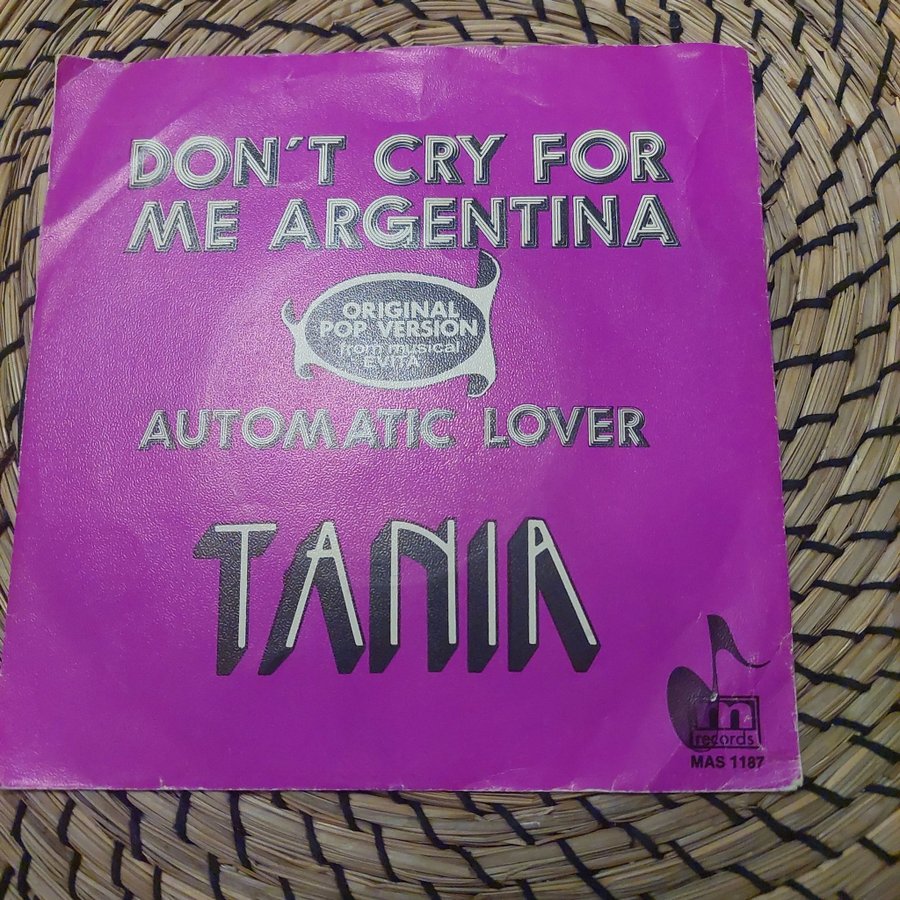 DON'T CRY FOR
ME ARGENTINA
ORIGINAL
POP VERSION
from musical
EVITA
AUTOMATIC LOVER
TANIA
m
records
MAS 1187